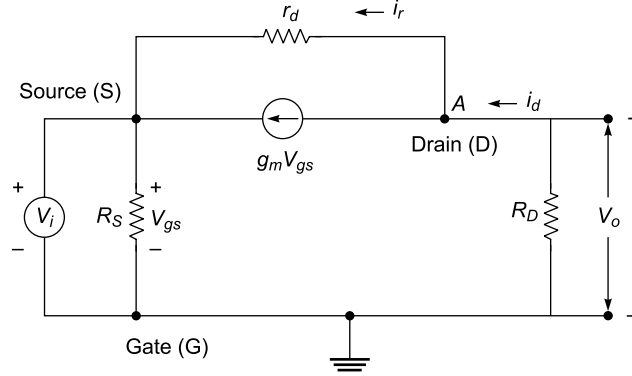 r_d
i_r
Source (S)
A
i_d
g_mV_gs
Drain (D)
+
+
V_i
R_S
V_gs
R_D
V_o
–
–
Gate (G)